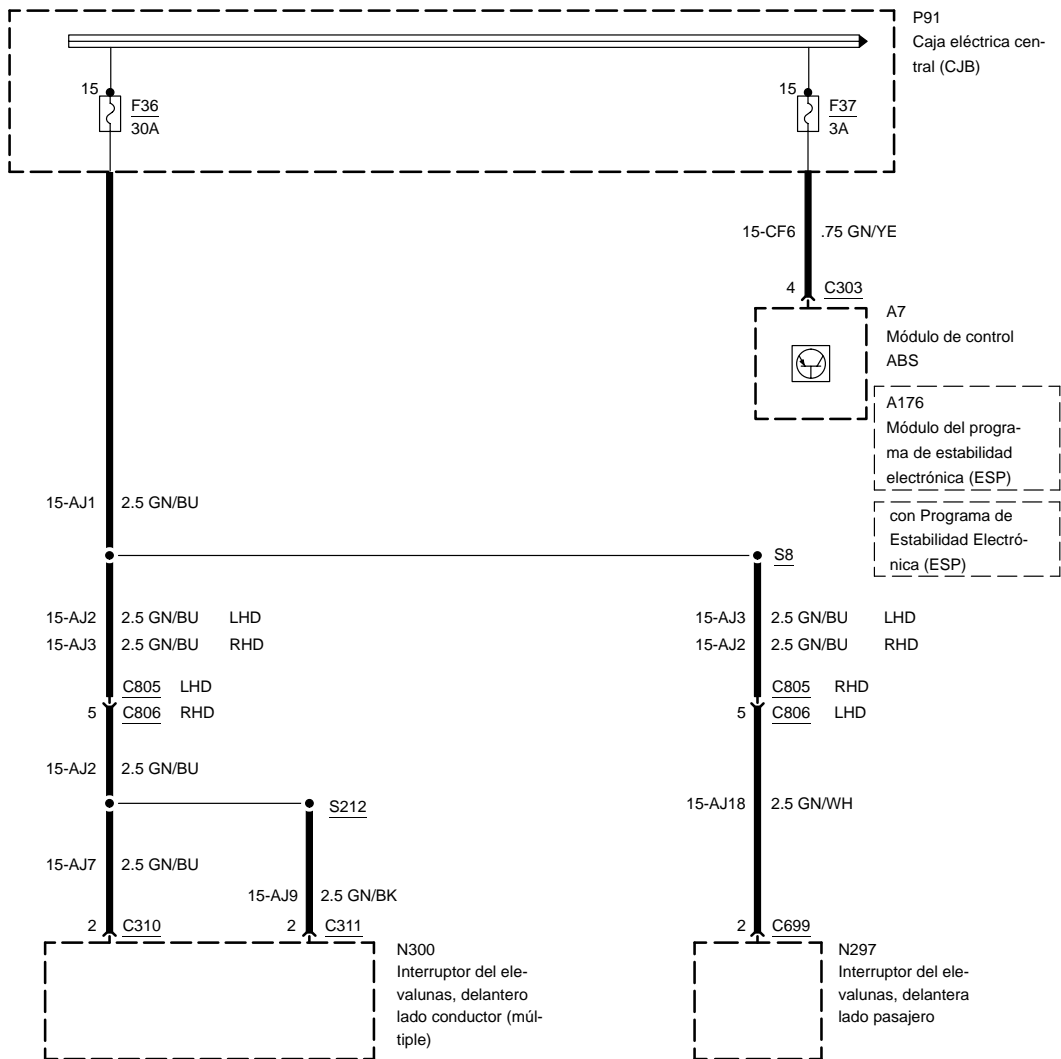 P91
Caja eléctrica cen-
tral (CJB)
15
F36
30A
15
F37
3A
15-CF6 .75 GN/YE
4 C303
A7
Módulo de control
ABS
A176
Módulo del progra-
ma de estabilidad
electrónica (ESP)
con Programa de
Estabilidad Electró-
nica (ESP)
15-AJ1 2.5 GN/BU
S8
15-AJ2 2.5 GN/BU LHD
15-AJ3 2.5 GN/BU RHD
15-AJ3 2.5 GN/BU LHD
15-AJ2 2.5 GN/BU RHD
C805 LHD
5 C806 RHD
C805 RHD
5 C806 LHD
15-AJ2 2.5 GN/BU
S212
15-AJ18 2.5 GN/WH
15-AJ7 2.5 GN/BU
15-AJ9 2.5 GN/BK
2 C310
2 C311
2 C699
N300
Interruptor del ele-
valunas, delantero
lado conductor (múl-
tiple)
N297
Interruptor del ele-
valunas, delantera
lado pasajero